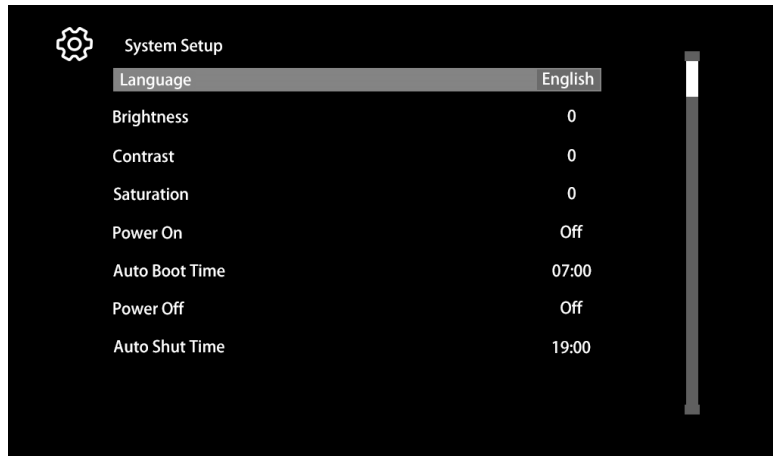 System Setup
Language English
Brightness 0
Contrast 0
Saturation 0
Power On Off
Auto Boot Time 07:00
Power Off Off
Auto Shut Time 19:00